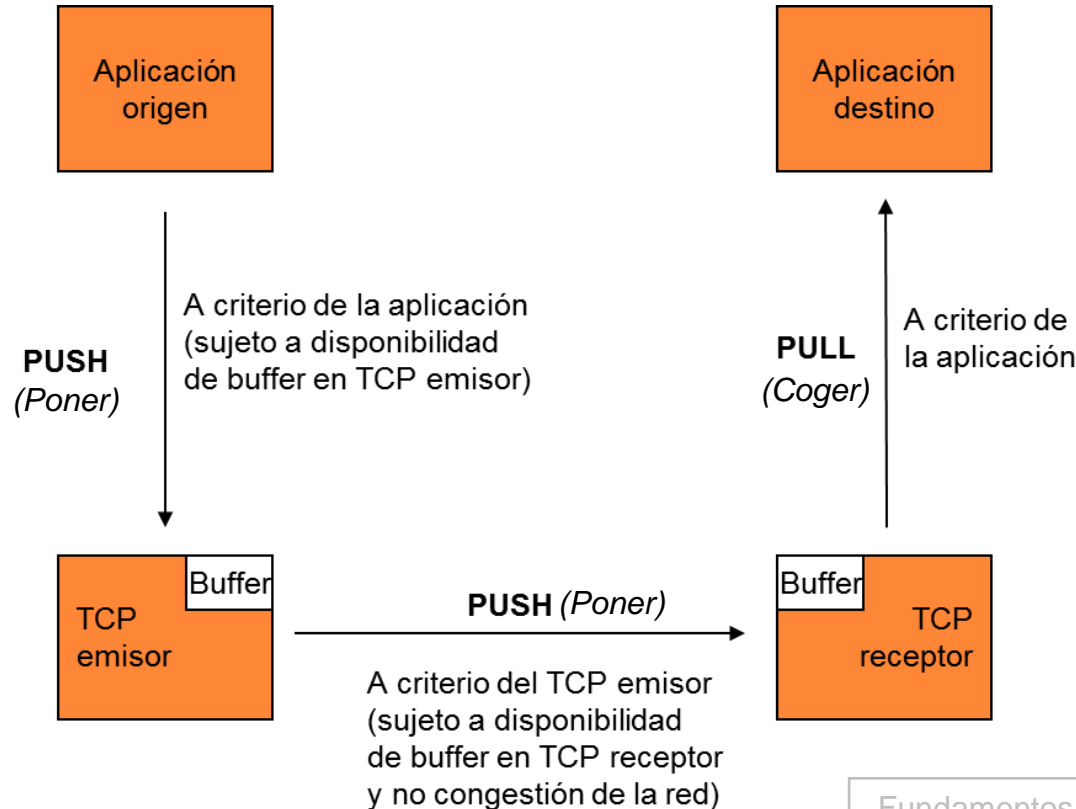 Aplicación
origen
Aplicación
destino
PUSH
(Poner)
A criterio de la aplicación
(sujeto a disponibilidad
de buffer en TCP emisor)
PULL
(Coger)
A criterio de
la aplicación
TCP
emisor
Buffer
PUSH (Poner)
A criterio del TCP emisor
(sujeto a disponibilidad
de buffer en TCP receptor
y no congestión de la red)
Buffer
TCP
receptor
Fundamentos